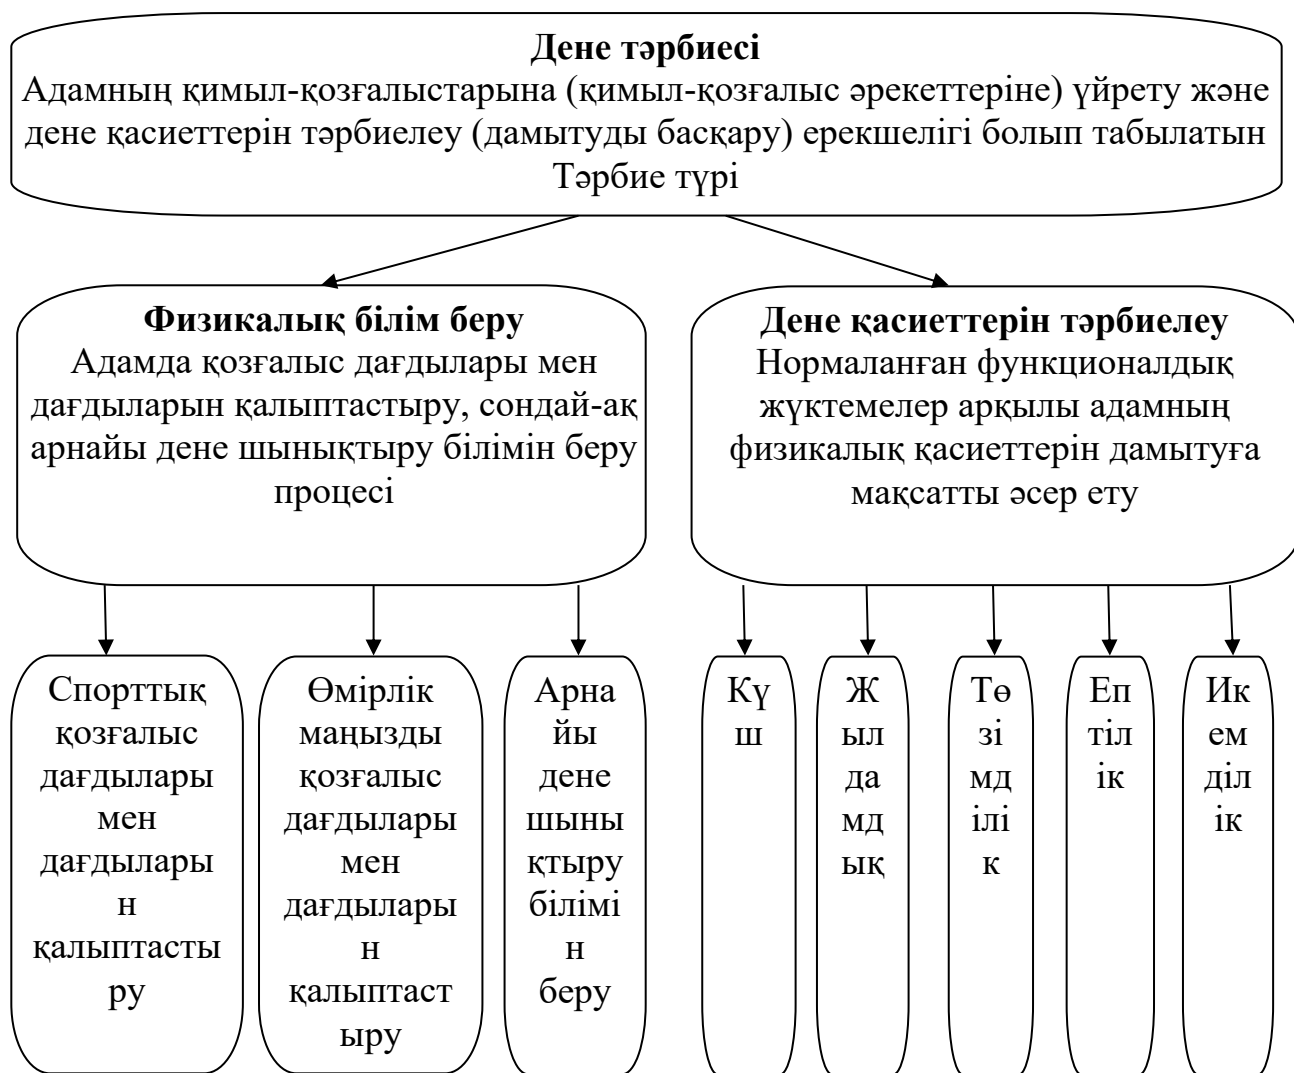 Дене тәрбиесі
Адамның қимыл-қозғалыстарына (қимыл-қозғалыс әрекеттеріне) үйрету және
дене қасиеттерін тәрбиелеу (дамытуды басқару) ерекшелігі болып табылатын
Тәрбие түрі
Физикалық білім беру
Адамда қозғалыс дағдылары мен
дағдыларын қалыптастыру, сондай-ақ
арнайы дене шынықтыру білімін беру
процесі
Дене қасиеттерін тәрбиелеу
Нормаланған функционалдық
жүктемелер арқылы адамның
физикалық қасиеттерін дамытуға
мақсатты әсер ету
Спорттық
қозғалыс
дағдылары
мен
дағдылары
н
қалыптасты
ру
Өмірлік
маңызды
қозғалыс
дағдылары
мен
дағдылары
н
қалыптаст
ыру
Арна
йы
дене
шыны
қтыру
білімі
н
беру
Кү
ш
Ж
ыл
да
мд
ық
Тө
зі
мд
ілі
к
Еп
тіл
ік
Ик
ем
діл
ік